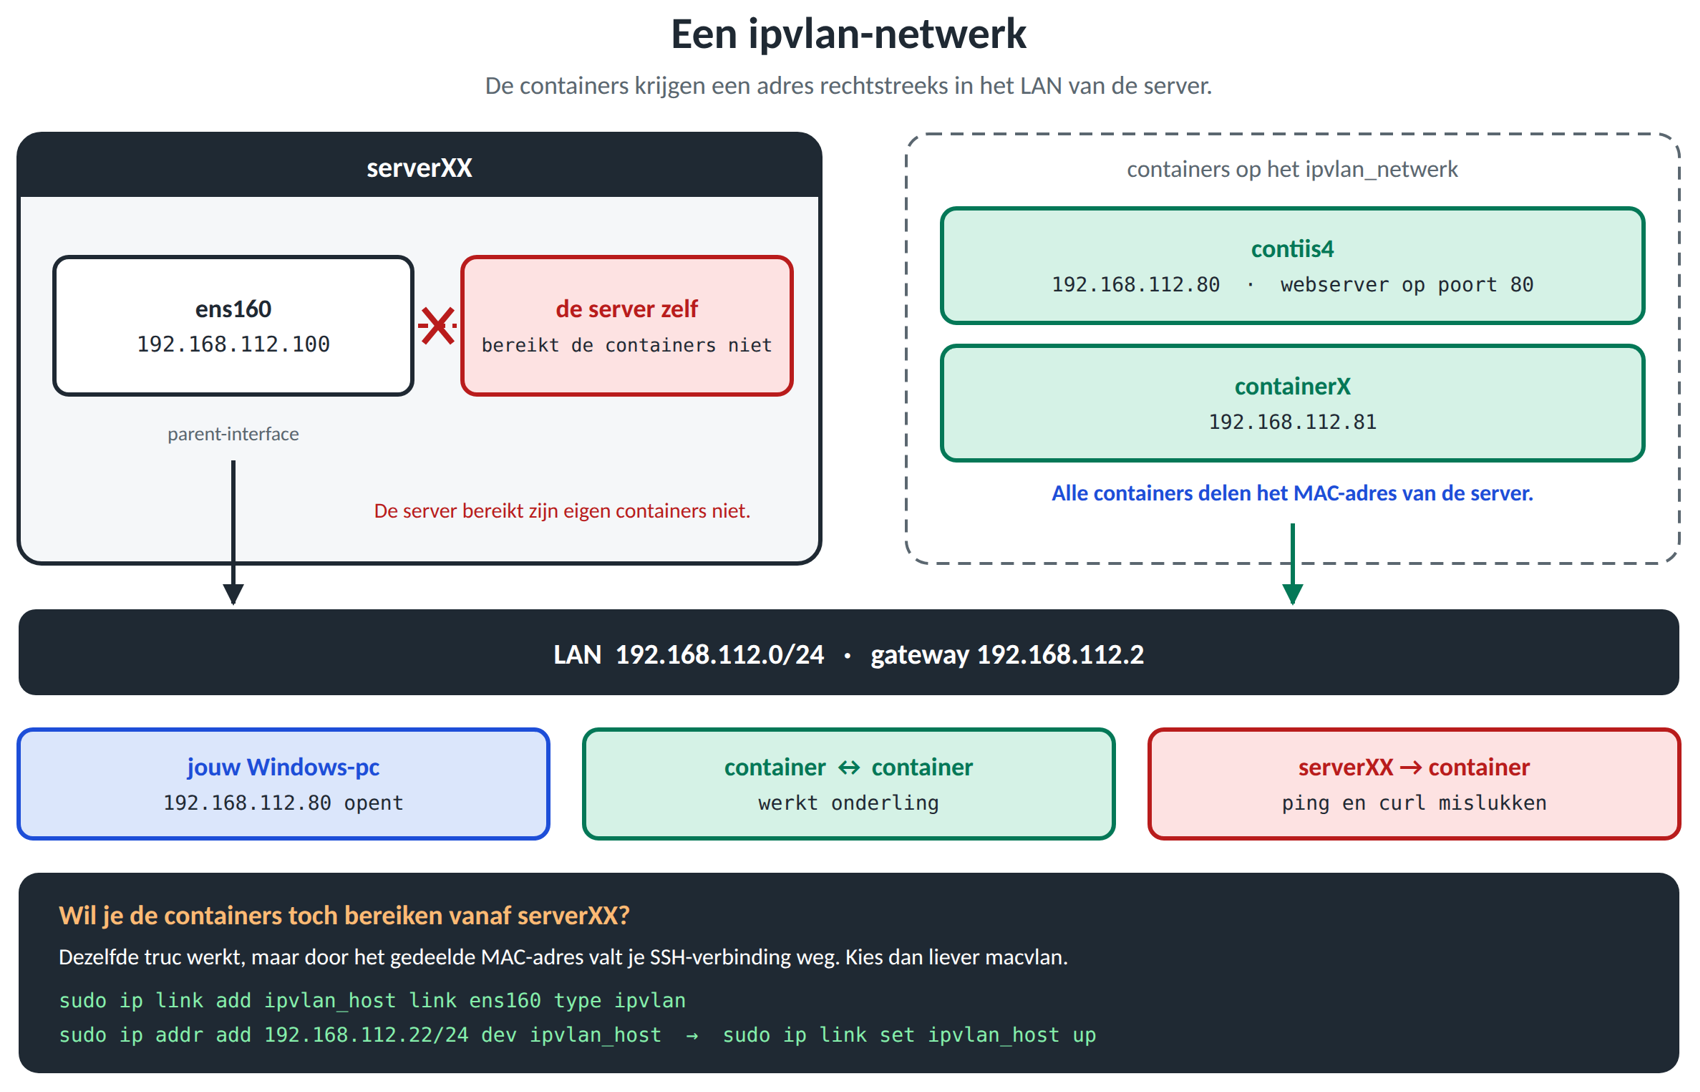 Een ipvlan-netwerk
De containers krijgen een adres rechtstreeks in het LAN van de server.
serverXX
ens160
192.168.112.100
de server zelf
bereikt de containers niet
parent-interface
De server bereikt zijn eigen containers niet.
containers op het ipvlan_netwerk
contiis4
192.168.112.80 · webserver op poort 80
containerX
192.168.112.81
Alle containers delen het MAC-adres van de server.
LAN 192.168.112.0/24 · gateway 192.168.112.2
jouw Windows-pc
192.168.112.80 opent
container ↔ container
werkt onderling
serverXX → container
ping en curl mislukken
Wil je de containers toch bereiken vanaf serverXX?
Dezelfde truc werkt, maar door het gedeelde MAC-adres valt je SSH-verbinding weg. Kies dan liever macvlan.
sudo ip link add ipvlan_host link ens160 type ipvlan
sudo ip addr add 192.168.112.22/24 dev ipvlan_host → sudo ip link set ipvlan_host up